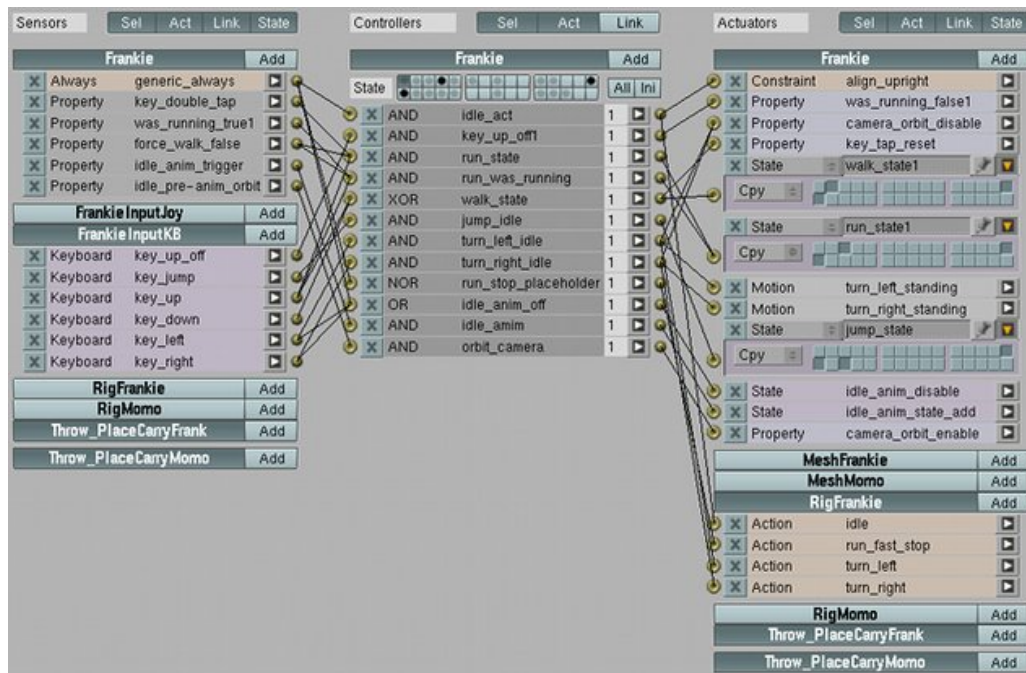 Sensors Sel Act Link State
Frankie Add
X Always generic_always
X Property key_double_tap
X Property was_running_true1
X Property force_walk_false
X Property idle_anim_trigger
X Property idle_pre-anim_orbit
FrankieInputJoy Add
FrankieInputKB Add
X Keyboard key_up_off
X Keyboard key_jump
X Keyboard key_up
X Keyboard key_down
X Keyboard key_left
X Keyboard key_right
RigFrankie Add
RigMomo Add
Throw_PlaceCarryFrank Add
Throw_PlaceCarryMomo Add
Controllers Sel Act Link
Frankie Add
State All Ini
X AND idle_act 1
X AND key_up_off1 1
X AND run_state 1
X AND run_was_running 1
X XOR walk_state 1
X AND jump_idle 1
X AND turn_left_idle 1
X AND turn_right_idle 1
X NOR run_stop_placeholder 1
X OR idle_anim_off 1
X AND idle_amim 1
X AND orbit_camera 1
Actuators Sel Act Link State
Frankie Add
X Constraint align_upright
X Property was_running_false1
X Property camera_orbit_disable
X Property key_tap_reset
X State walk_state1
Cpy
X State run_state1
Cpy
X Motion turn_left_standing
X Motion turn_right_standing
X State jump_state
Cpy
X State idle_anim_disable
X State idle_anim_state_add
X Property camera_orbit_enable
MeshFrankie Add
MeshMomo Add
RigFrankie Add
X Action idle
X Action run_fast_stop
X Action turn_left
X Action turn_right
RigMomo Add
Throw_PlaceCarryFrank Add
Throw_PlaceCarryMomo Add